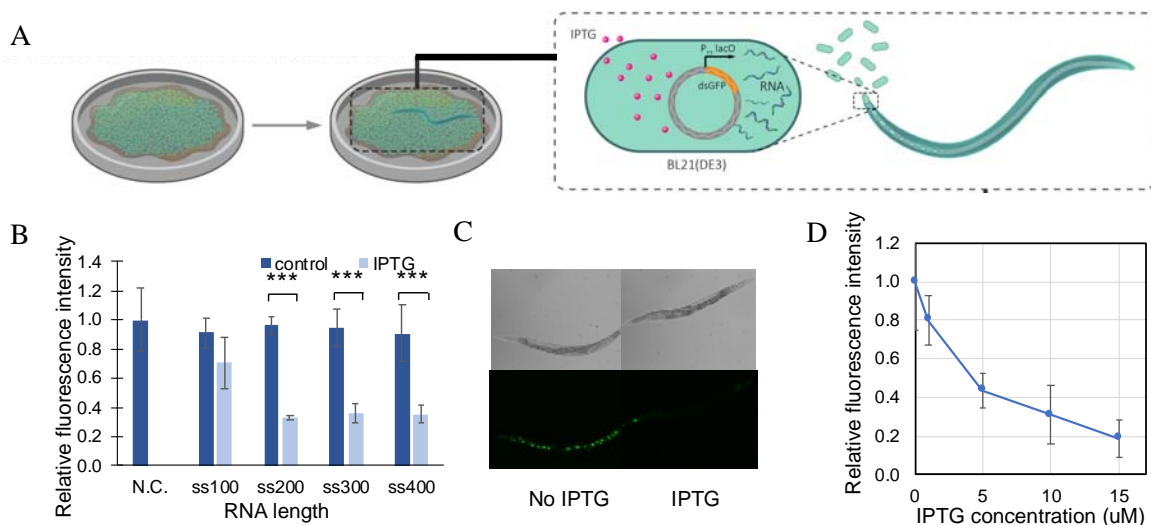 A
IPTG
P T7 lacO
dsGFP
RNA
BL21(DE3)
B
Relative fluorescence intensity
1.4
1.2
1.0
0.8
0.6
0.4
0.2
0.0
control IPTG
*** *** ***
N.C. ss100 ss200 ss300 ss400
RNA length
C
No IPTG IPTG
D
Relative fluorescence intensity
1.2
1.0
0.8
0.6
0.4
0.2
0.0
0 5 10 15
IPTG concentration (uM)